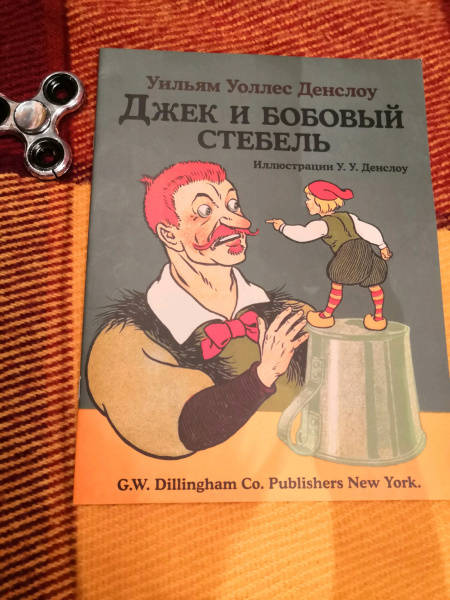 Уильям Уоллес Денслоу
Джек и бобовый
стебель
Иллюстрации У. У. Денслоу
G.W. Dillingham Co. Publishers New York.